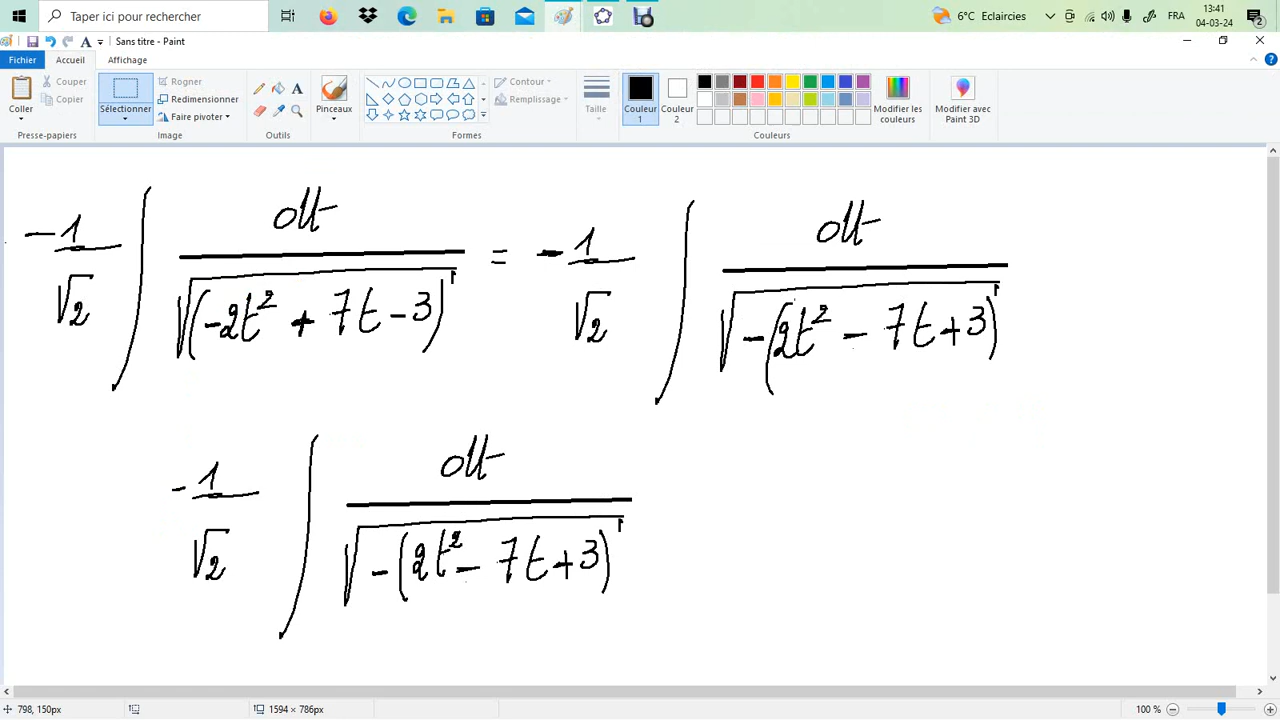 Taper ici pour rechercher
6°C Eclaircies
FRA
13:41
04-03-24
2
Sans titre - Paint
Fichier Accueil Affichage
Coller
Couper
Copier
Presse-papiers
Sélectionner
Rogner
Redimensionner
Faire pivoter
Image
A
Outils
Pinceaux
Contour
Remplissage
Formes
Taille
Couleur 1
Couleur 2
Modifier les couleurs
Couleurs
Modifier avec Paint 3D
-1/√2 ∫ dt/√(-2t² + 7t - 3) = -1/√2 ∫ dt/√-(2t² - 7t + 3)
-1/√2 ∫ dt/√-(2t² - 7t + 3)
798, 150px
1594 × 786px
100 %